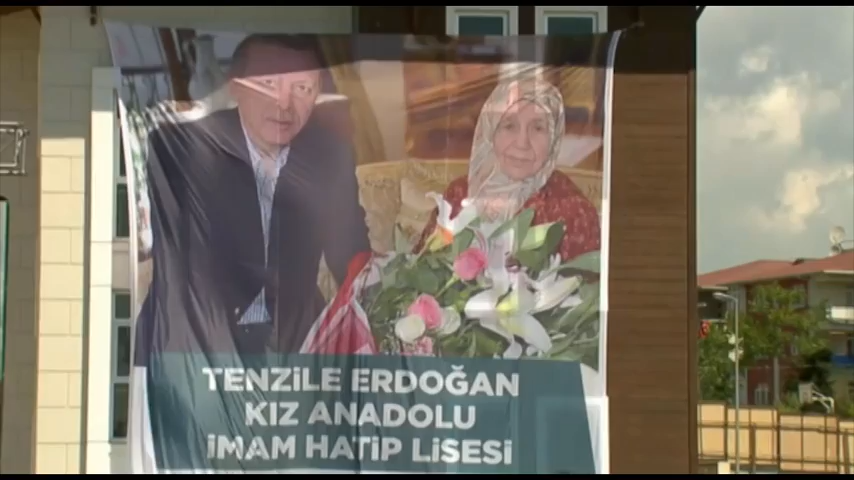 TENZİLE ERDOĞAN
KIZ ANADOLU
İMAM HATİP LİSESİ